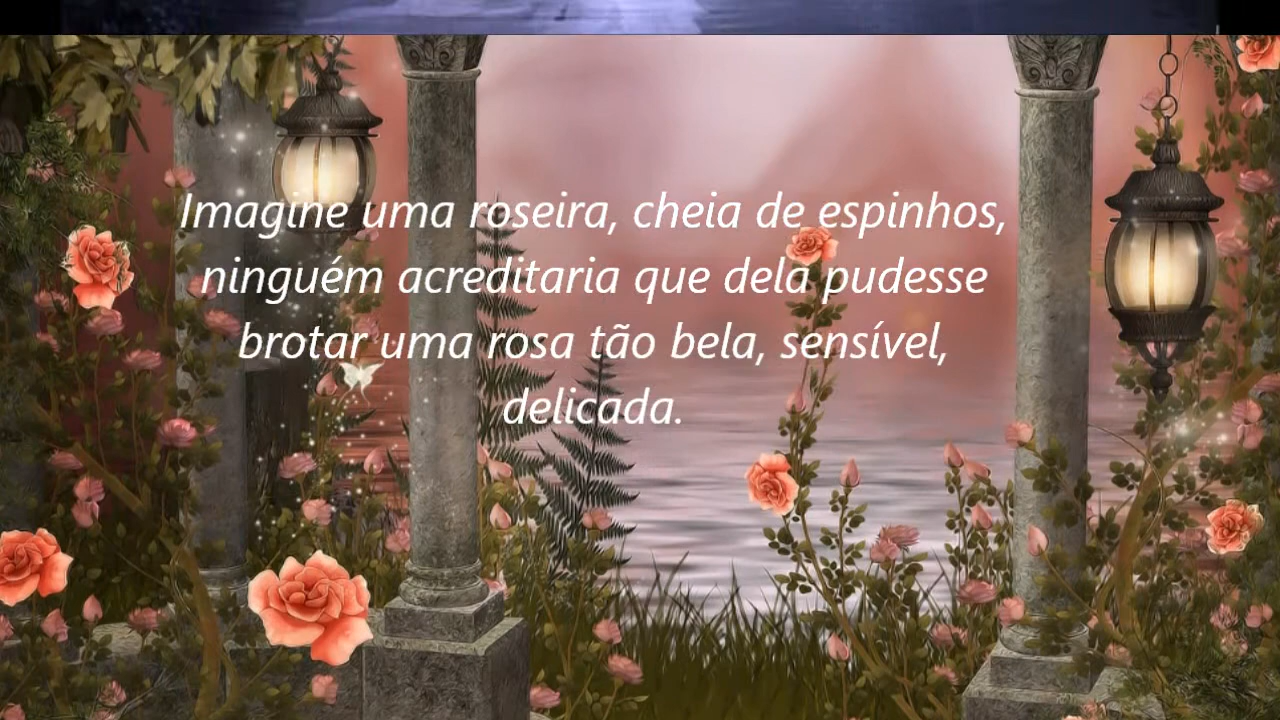 Imagine uma roseira, cheia de espinhos,
ninguém acreditaria que dela pudesse
brotar uma rosa tão bela, sensível,
delicada.